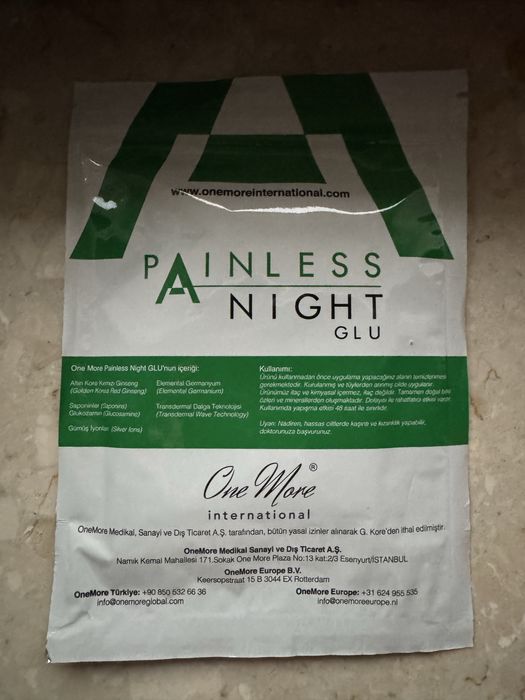 www.onemoreinternational.com
PAINLESS
NIGHT
GLU
One More Painless Night GLU'nun içeriği:
Altın Kore Kırmızı Ginseng
(Golden Korea Red Ginseng)
Elemental Germanyum
(Elemental Germanium)
Saponinler (Siponins)
Glukozamin (Glucosamine)
Transdermal Dalga Teknolojisi
(Transdermal Wave Technology)
Gümüş İyonları (Silver Ions)
Kullanımı:
Ürünü kullanmadan önce uygulama yapacağınız alanın temizlenmesi
gerekmektedir. Kurulanmış ve tüylerden arınmış cilde uygulanır.
Ürünümüz ilaç ve kimyasal içermez, ilaç değildir. Tamamen doğal bitki
özleri ve minerallerden oluşmaktadır. Dolayısı ile rahatlatıcı etkisi vardır.
Kullanımda yapışma etkisi 48 saat ile sınırlıdır.
Uyarı: Nadiren, hassas ciltlerde kaşıntı ve kızarıklık yapabilir,
doktorunuza başvurunuz.
One More®
international
OneMore Medikal, Sanayi ve Dış Ticaret A.Ş. tarafından, bütün yasal izinler alınarak G. Kore'den ithal edilmiştir.
OneMore Medikal Sanayi ve Dış Ticaret A.Ş.
Namık Kemal Mahallesi 171.Sokak One More Plaza No:13 kat:2/3 Esenyurt/İSTANBUL
OneMore Europe B.V.
Keersopstraat 15 B 3044 EX Rotterdam
OneMore Türkiye: +90 850 532 66 36
info@onemoreglobal.com
OneMore Europe: +31 624 955 535
info@onemoreeurope.nl